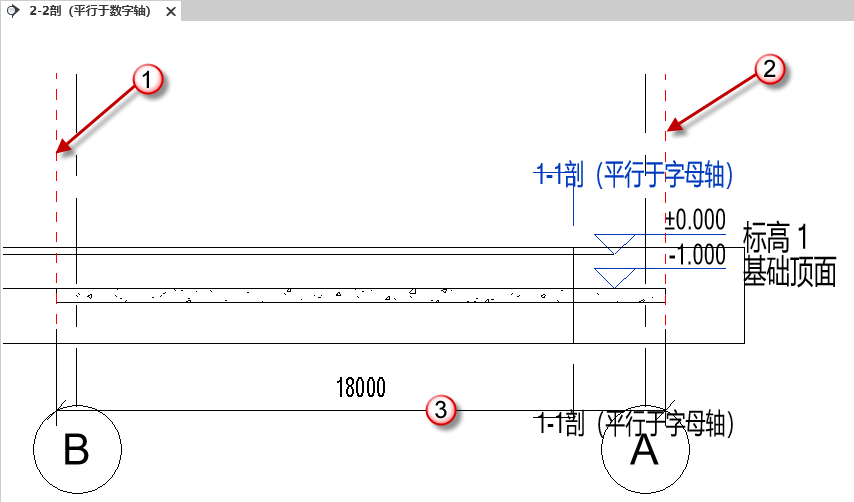 2-2剖（平行于数字轴）
1
2
1-1剖（平行于字母轴）
±0.000
标高 1
-1.000
基础顶面
18000
3
1-1剖（平行于字母轴）
B
A